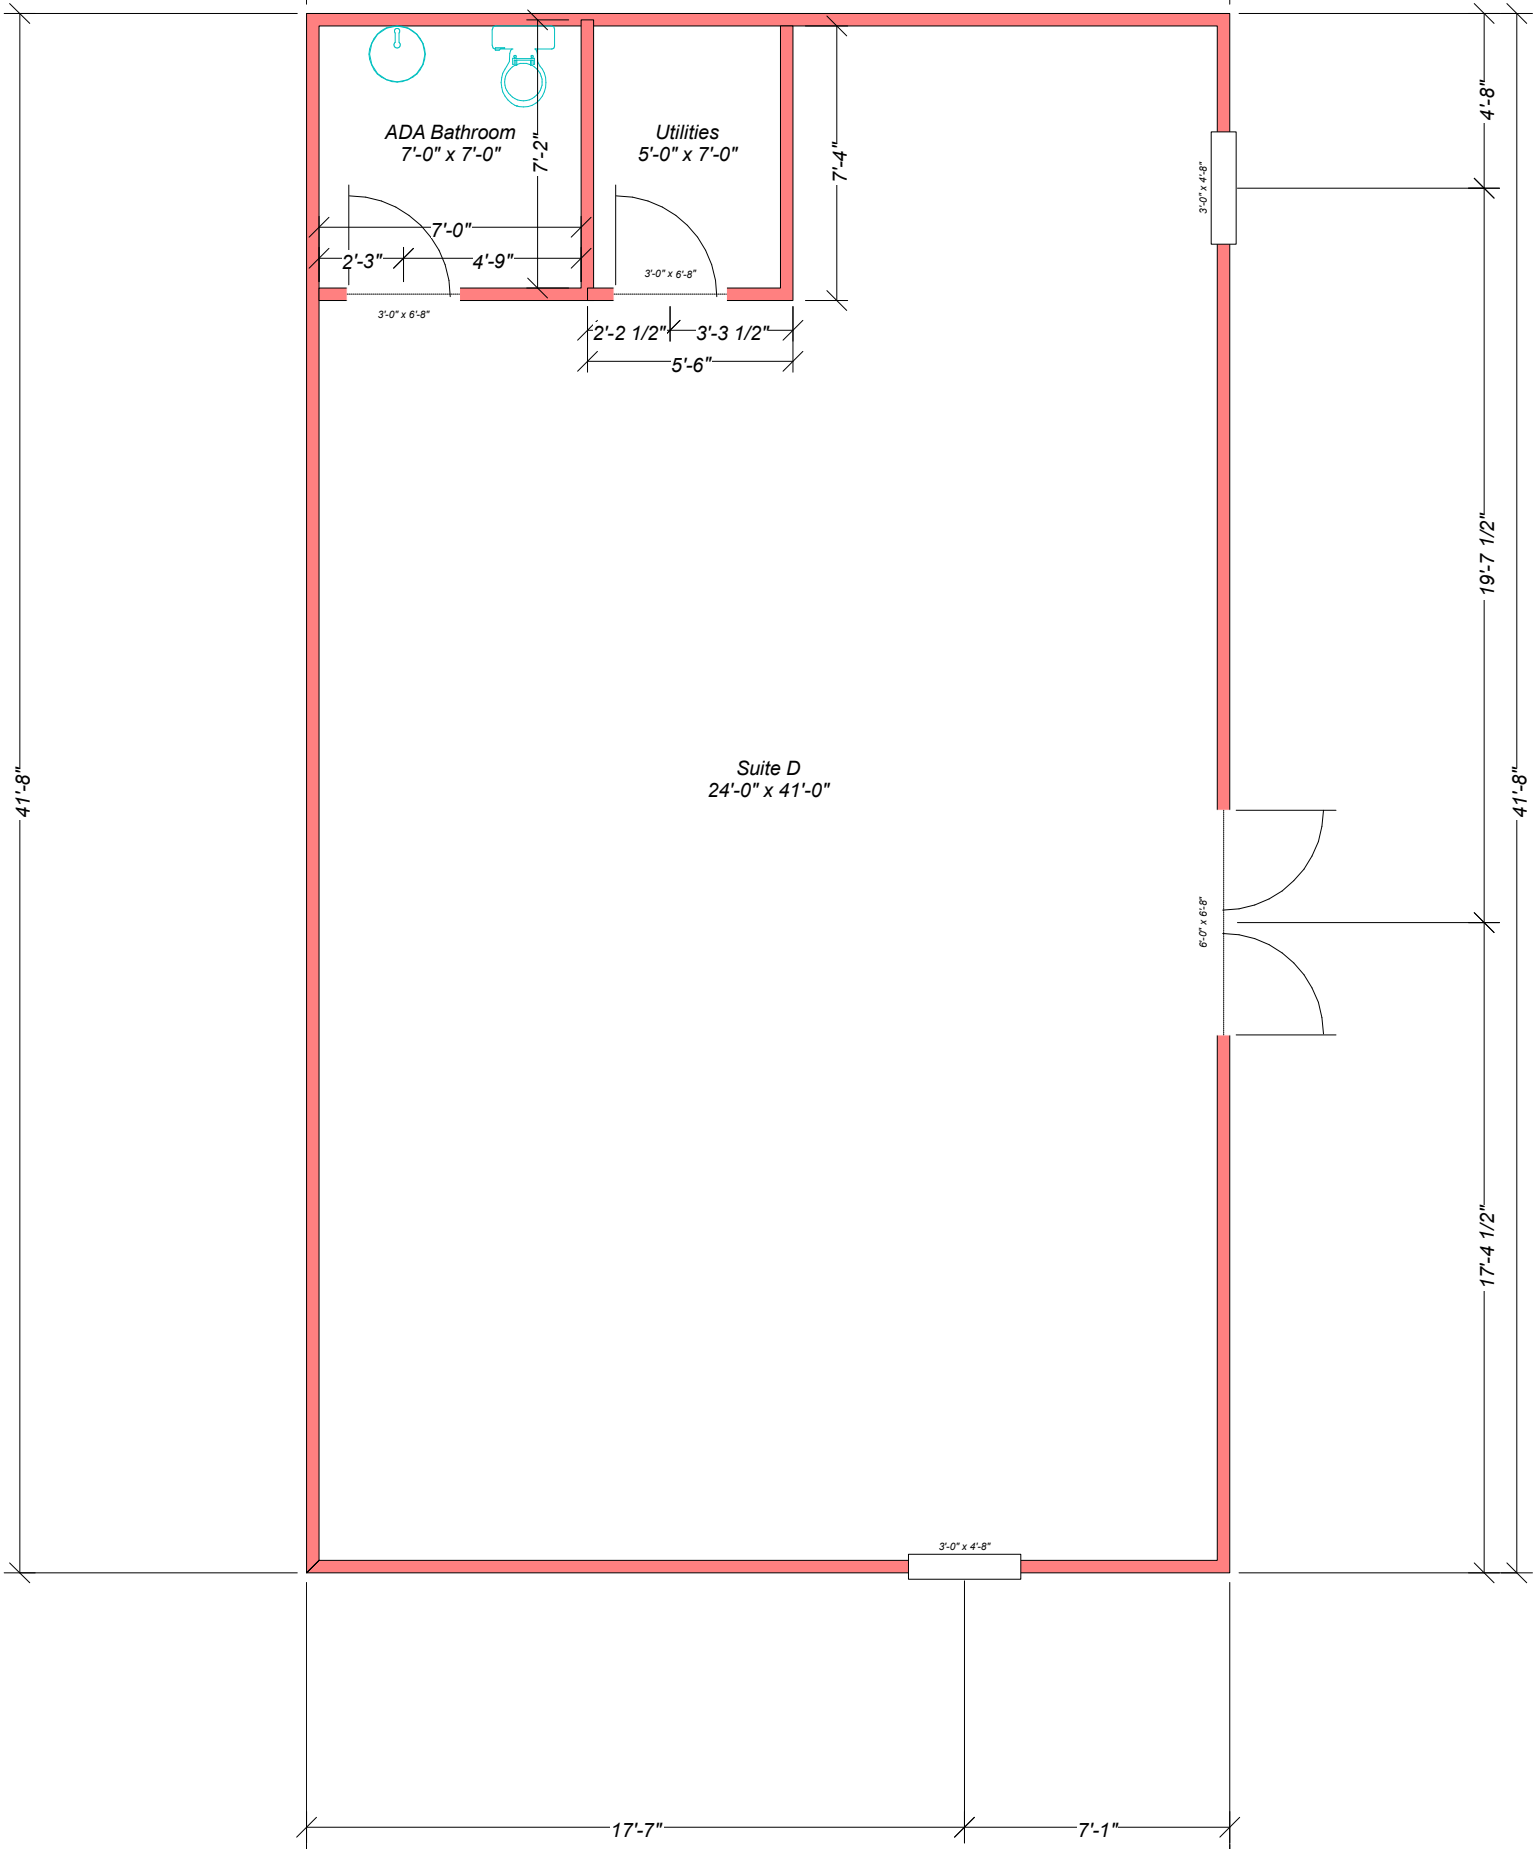 4'-8"
ADA Bathroom
7'-0" x 7'-0"
7'-2"
Utilities
5'-0" x 7'-0"
7'-4"
3'-0" x 4'-8"
7'-0"
2'-3"
4'-9"
3'-0" x 6'-8"
3'-0" x 6'-8"
2'-2 1/2"
3'-3 1/2"
5'-6"
19'-7 1/2"
41'-8"
Suite D
24'-0" x 41'-0"
41'-8"
6'-0" x 6'-8"
17'-4 1/2"
3'-0" x 4'-8"
17'-7"
7'-1"